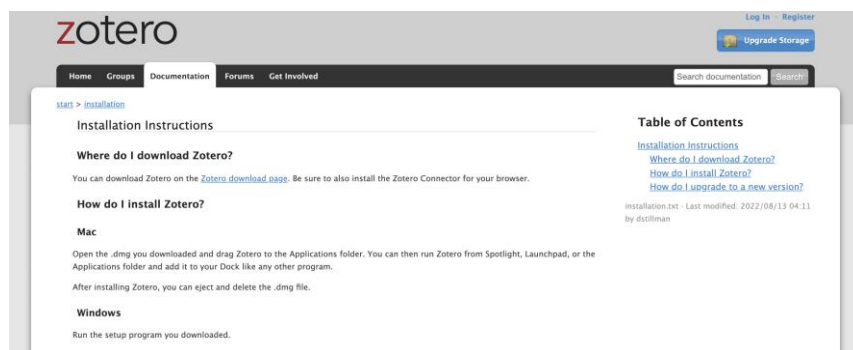 zotero
Log In · Register
Upgrade Storage
Home Groups Documentation Forums Get Involved
Search documentation Search
start > installation
Installation Instructions
Where do I download Zotero?
You can download Zotero on the Zotero download page. Be sure to also install the Zotero Connector for your browser.
How do I install Zotero?
Mac
Open the .dmg you downloaded and drag Zotero to the Applications folder. You can then run Zotero from Spotlight, Launchpad, or the
Applications folder and add it to your Dock like any other program.
After installing Zotero, you can eject and delete the .dmg file.
Windows
Run the setup program you downloaded.
Table of Contents
Installation Instructions
Where do I download Zotero?
How do I install Zotero?
How do I upgrade to a new version?
installation.txt · Last modified: 2022/08/13 04:11
by dstillman